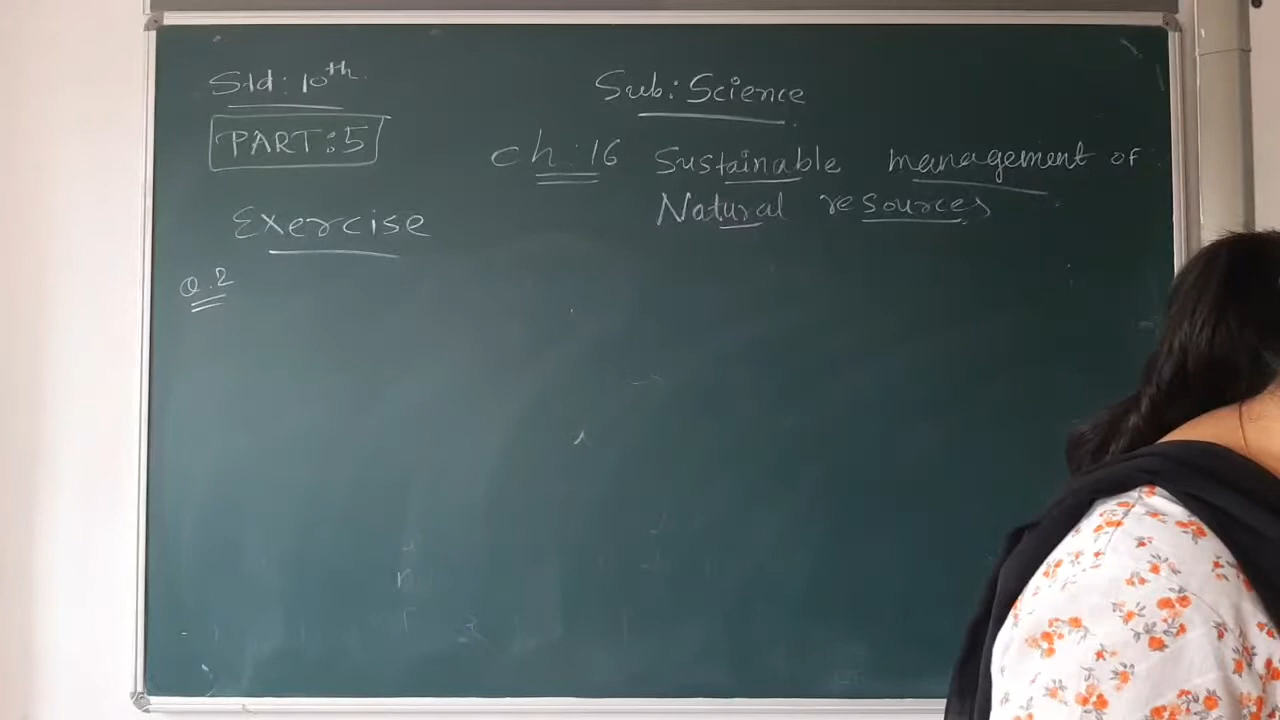 Std: 10th.
Sub: Science
PART:5
Ch: 16 Sustainable management of
Natural resources
Exercise
Q.2